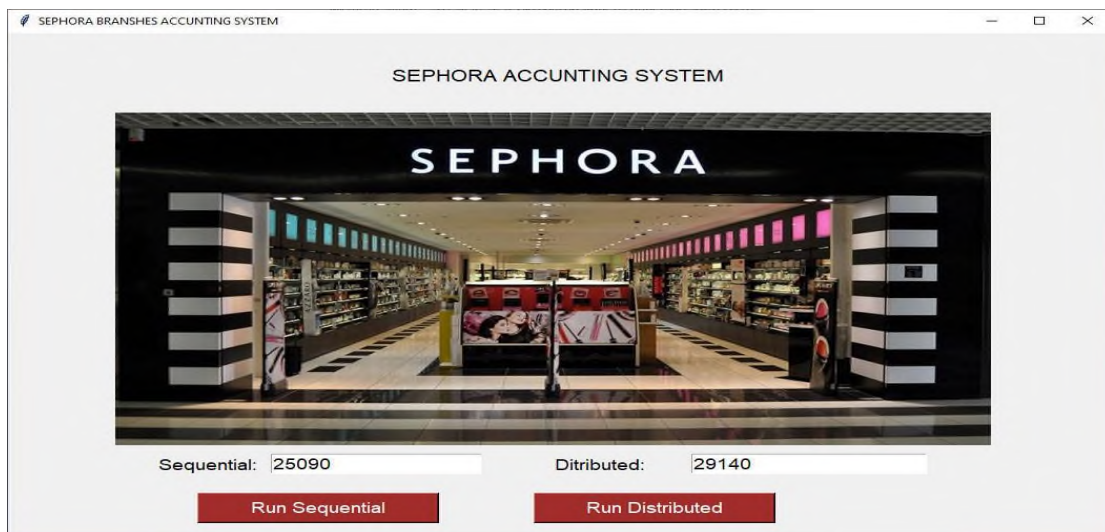 SEPHORA BRANSHES ACCUNTING SYSTEM
SEPHORA ACCUNTING SYSTEM
SEPHORA
Sequential: 25090 Ditributed: 29140
Run Sequential Run Distributed